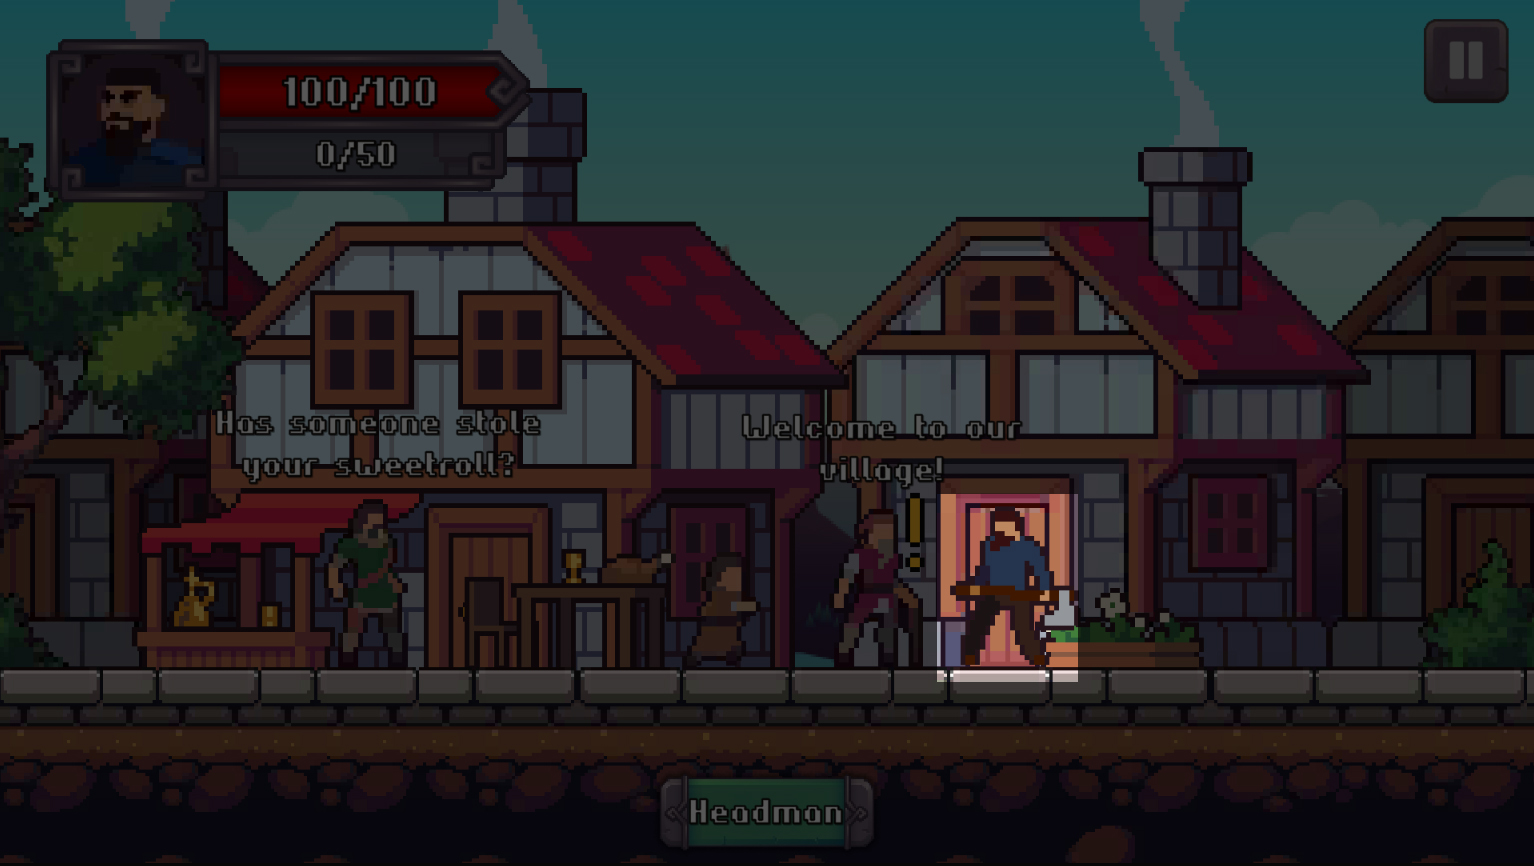 100/100
0/50
Has someone stole
your sweetroll?
Welcome to our
village!
Headman